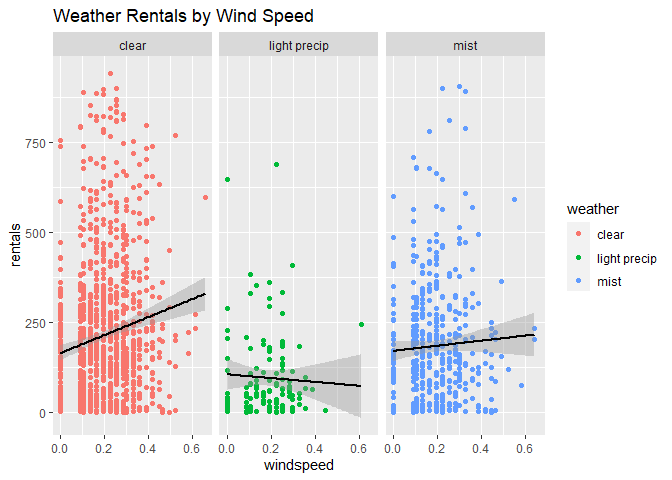 Weather Rentals by Wind Speed
clear
light precip
mist
rentals
750
500
250
0
0.0 0.2 0.4 0.6
0.0 0.2 0.4 0.6
0.0 0.2 0.4 0.6
windspeed
weather
clear
light precip
mist